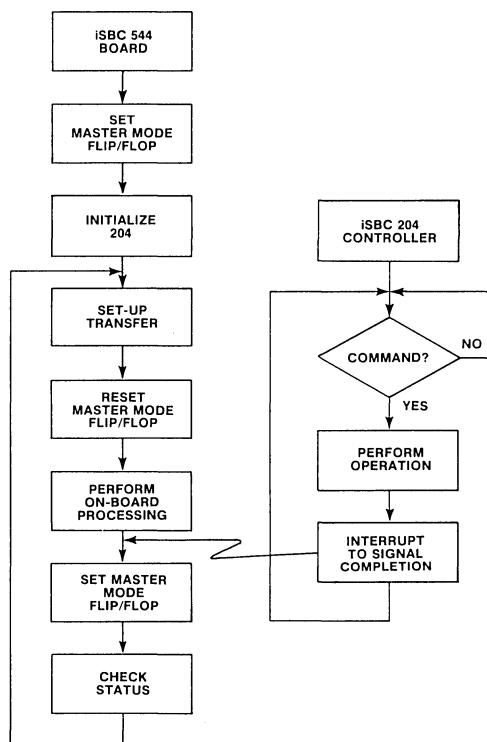 iSBC 544
BOARD
SET
MASTER MODE
FLIP/FLOP
INITIALIZE
204
SET-UP
TRANSFER
RESET
MASTER MODE
FLIP/FLOP
PERFORM
ON-BOARD
PROCESSING
SET MASTER
MODE
FLIP/FLOP
CHECK
STATUS
iSBC 204
CONTROLLER
COMMAND?
NO
YES
PERFORM
OPERATION
INTERRUPT
TO SIGNAL
COMPLETION